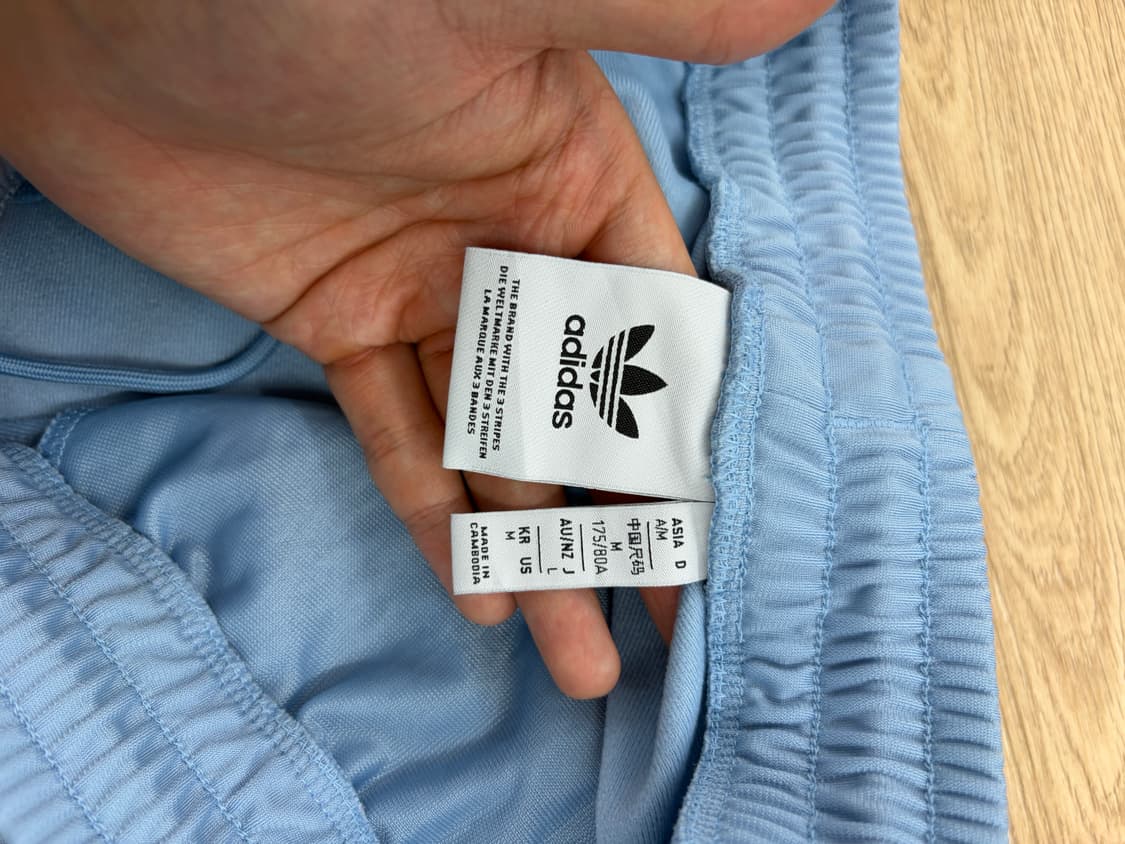 adidas
THE BRAND WITH THE 3 STRIPES
DIE WELTMARKE MIT DEN 3 STREIFEN
LA MARQUE AUX 3 BANDES
ASIA D
A/M
中国尺码
M
175/80A
AU/NZ J
L
KR US
M
MADE IN
CAMBODIA